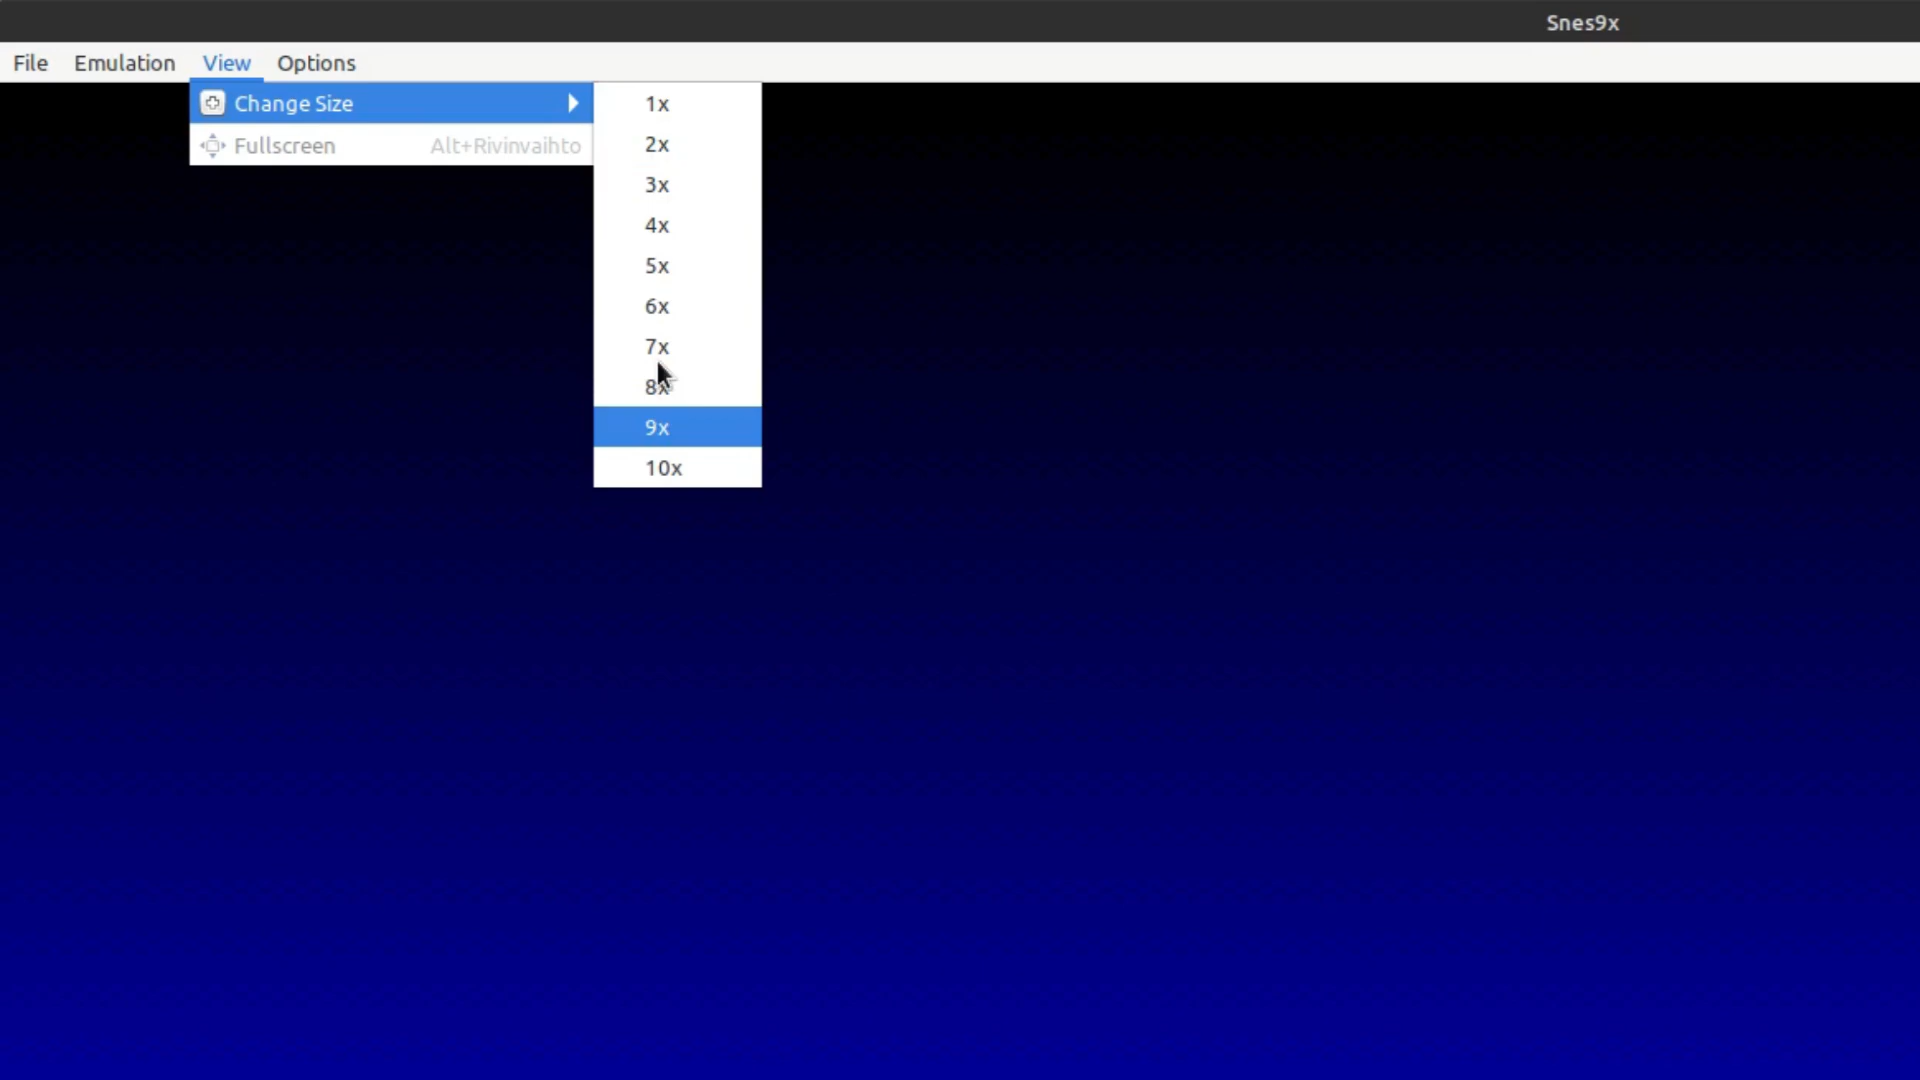 Snes9x
File Emulation View Options
Change Size
Fullscreen Alt+Rivinvaihto
1x
2x
3x
4x
5x
6x
7x
8x
9x
10x